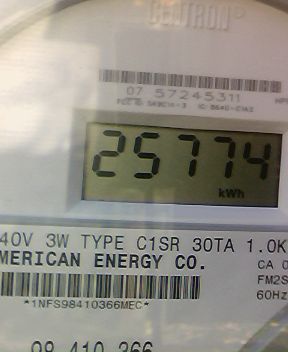 CENTRON®
07 57245311
25774
kWh
40V 3W TYPE C1SR 30TA 1.0K
MERICAN ENERGY CO.
CA 0
FM2S
60Hz
*1NFS98410366MEC*
98 410 366